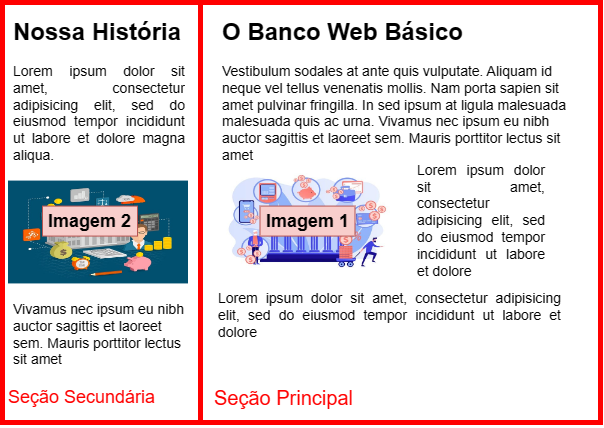 Nossa História
Lorem ipsum dolor sit
amet, consectetur
adipisicing elit, sed do
eiusmod tempor incididunt
ut labore et dolore magna
aliqua.
Imagem 2
Vivamus nec ipsum eu nibh
auctor sagittis et laoreet
sem. Mauris porttitor lectus
sit amet
Seção Secundária
O Banco Web Básico
Vestibulum sodales at ante quis vulputate. Aliquam id
neque vel tellus venenatis mollis. Nam porta sapien sit
amet pulvinar fringilla. In sed ipsum at ligula malesuada
malesuada quis ac urna. Vivamus nec ipsum eu nibh
auctor sagittis et laoreet sem. Mauris porttitor lectus sit
amet
Imagem 1
Lorem ipsum dolor
sit amet,
consectetur
adipisicing elit, sed
do eiusmod tempor
incididunt ut labore
et dolore
Lorem ipsum dolor sit amet, consectetur adipisicing
elit, sed do eiusmod tempor incididunt ut labore et
dolore
Seção Principal